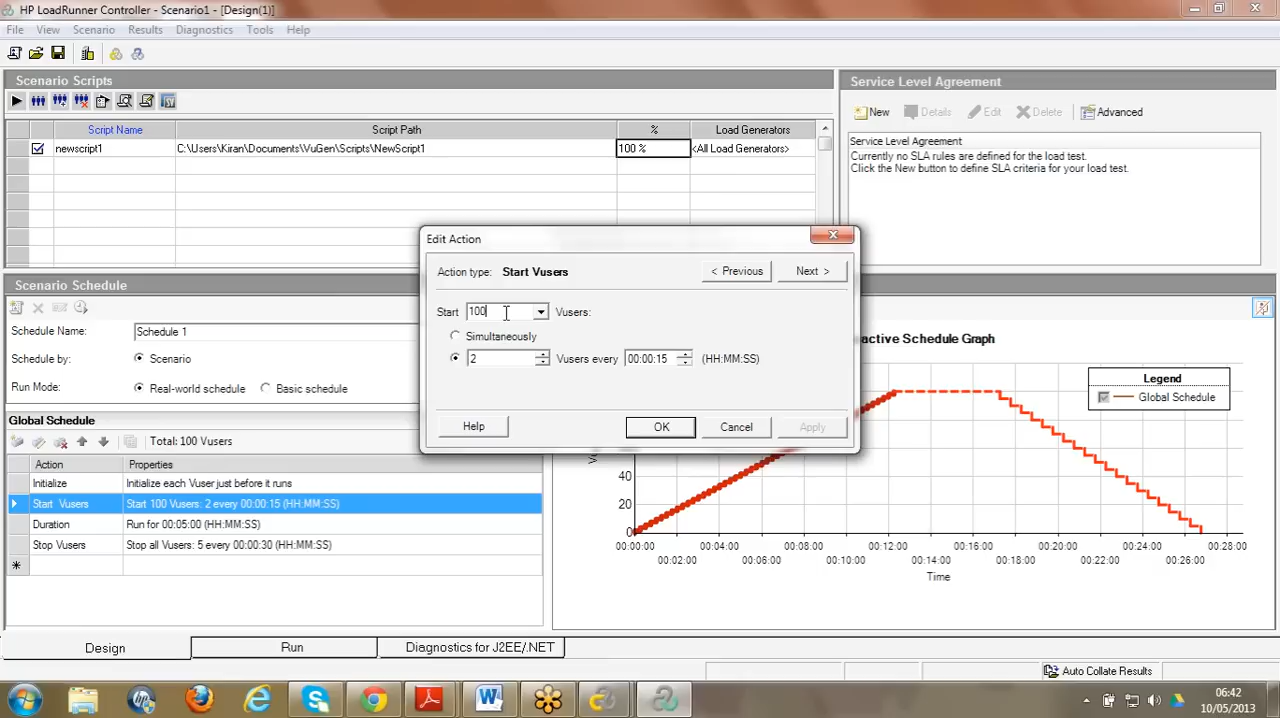 HP LoadRunner Controller - Scenario1 - [Design(1)]
File View Scenario Results Diagnostics Tools Help
Scenario Scripts
Service Level Agreement
New Details Edit Delete Advanced
Script Name Script Path % Load Generators
newscript1 C:\Users\Kiran\Documents\VuGen\Scripts\NewScript1 100 % <All Load Generators>
Service Level Agreement
Currently no SLA rules are defined for the load test.
Click the New button to define SLA criteria for your load test.
Edit Action
Action type: Start Vusers
< Previous Next >
Start 100 Vusers:
Simultaneously
2 Vusers every 00:00:15 (HH:MM:SS)
Help OK Cancel Apply
Scenario Schedule
Schedule Name: Schedule 1
Schedule by: Scenario
Run Mode: Real-world schedule Basic schedule
Global Schedule
Total: 100 Vusers
Action Properties
Initialize Initialize each Vuser just before it runs
Start Vusers Start 100 Vusers: 2 every 00:00:15 (HH:MM:SS)
Duration Run for 00:05:00 (HH:MM:SS)
Stop Vusers Stop all Vusers: 5 every 00:00:30 (HH:MM:SS)
active Schedule Graph
Legend
Global Schedule
40
20
0
00:00:00 00:04:00 00:08:00 00:12:00 00:16:00 00:20:00 00:24:00 00:28:00
00:02:00 00:06:00 00:10:00 00:14:00 00:18:00 00:22:00 00:26:00
Time
Design Run Diagnostics for J2EE/.NET
Auto Collate Results
06:42
10/05/2013